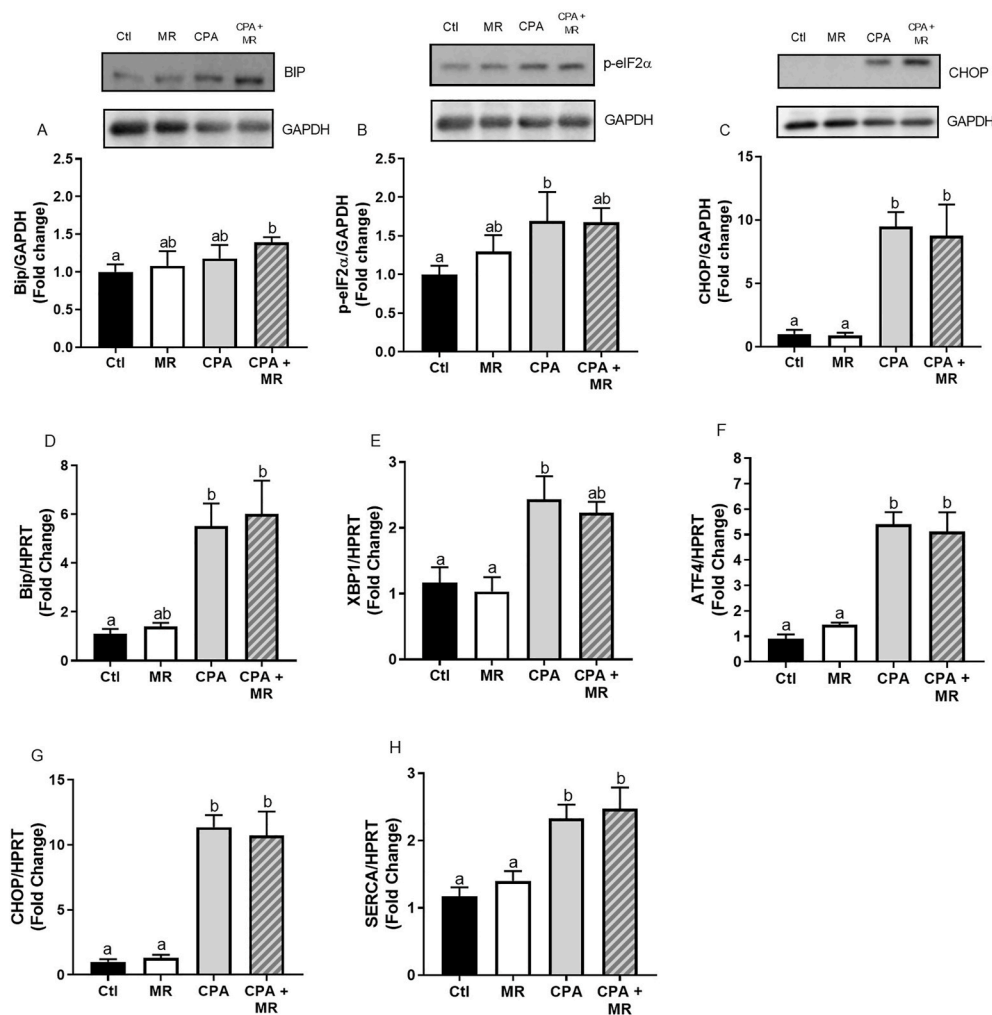 Ctl MR CPA CPA + MR
BIP
GAPDH
A
Bip/GAPDH
(Fold change)
2.5
2.0
1.5
1.0
0.5
0.0
a ab ab b
Ctl MR CPA CPA +
MR
Ctl MR CPA CPA + MR
p-eIF2α
GAPDH
B
p-eIF2α/GAPDH
(Fold change)
2.5
2.0
1.5
1.0
0.5
0.0
a ab b ab
Ctl MR CPA CPA +
MR
Ctl MR CPA CPA + MR
CHOP
GAPDH
C
CHOP/GAPDH
(Fold change)
15
10
5
0
a a b b
Ctl MR CPA CPA +
MR
D
Bip/HPRT
(Fold Change)
8
6
4
2
0
a ab b b
Ctl MR CPA CPA +
MR
E
XBP1/HPRT
(Fold Change)
3
2
1
0
a a b ab
Ctl MR CPA CPA +
MR
F
ATF4/HPRT
(Fold Change)
8
7
6
5
4
3
2
1
0
a a b b
Ctl MR CPA CPA +
MR
G
CHOP/HPRT
(Fold Change)
15
10
5
0
a a b b
Ctl MR CPA CPA +
MR
H
SERCA/HPRT
(Fold Change)
3
2
1
0
a a b b
Ctl MR CPA CPA +
MR